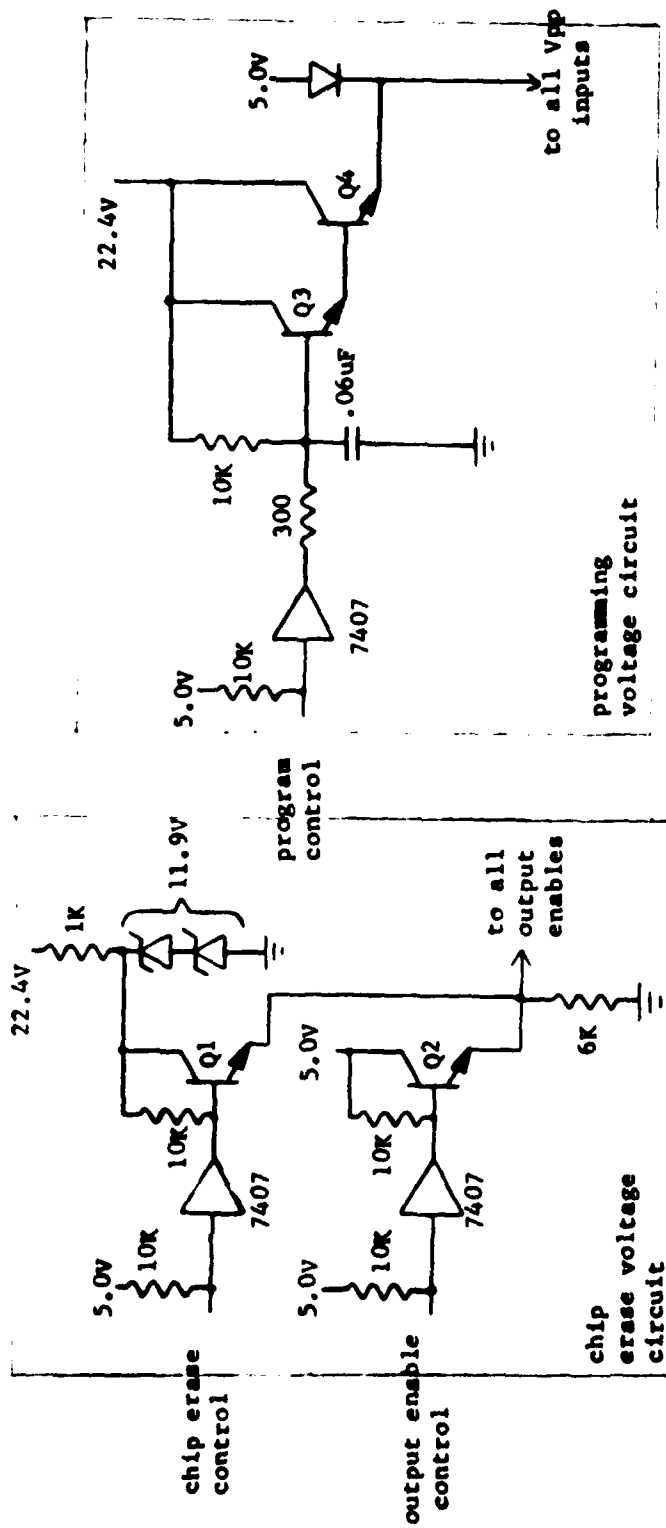 22.4V
1K
11.9V
Q1
10K
5.0V
10K
7407
chip erase
control
5.0V
Q2
10K
5.0V
10K
7407
output enable
control
to all
output
enables
6K
chip
erase voltage
circuit
22.4V
5.0V
Q3
Q4
10K
.06uF
300
5.0V
10K
7407
program
control
to all Vpp
inputs
programming
voltage circuit